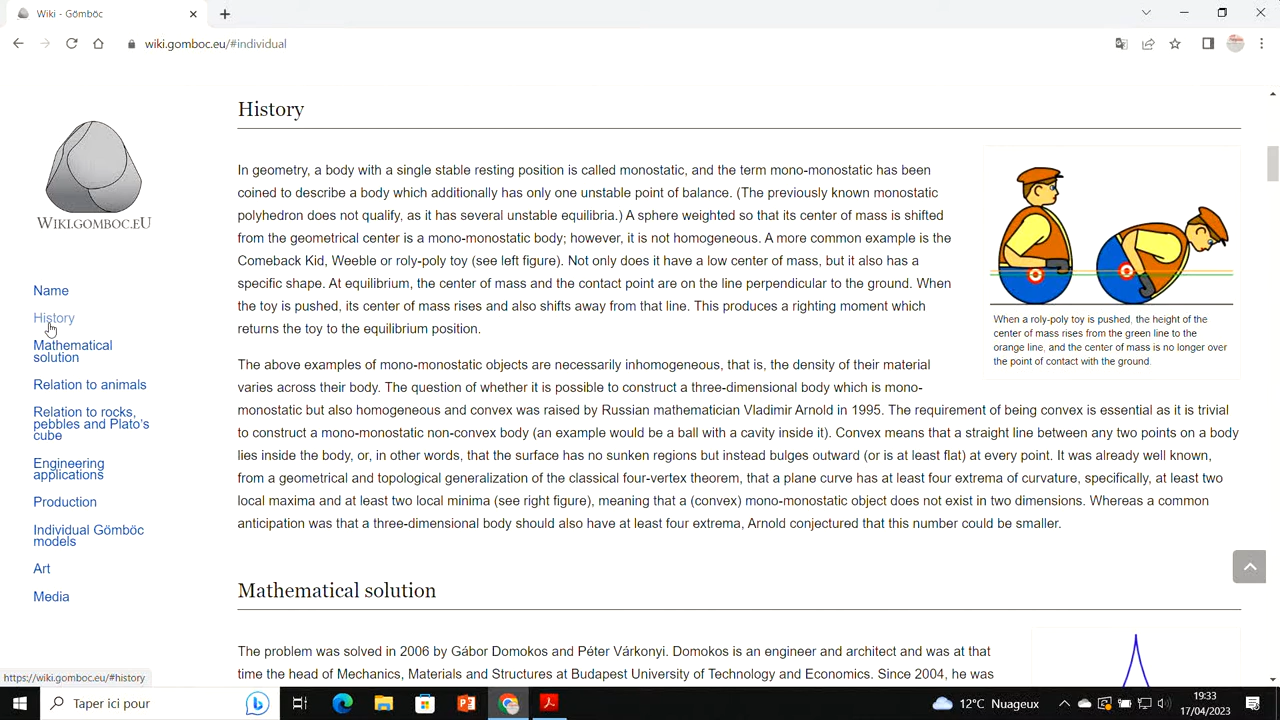 Wiki - Gömböc
wiki.gomboc.eu/#individual
WIKI.GOMBOC.EU
Name
History
Mathematical
solution
Relation to animals
Relation to rocks,
pebbles and Plato's
cube
Engineering
applications
Production
Individual Gömböc
models
Art
Media
History
In geometry, a body with a single stable resting position is called monostatic, and the term mono-monostatic has been
coined to describe a body which additionally has only one unstable point of balance. (The previously known monostatic
polyhedron does not qualify, as it has several unstable equilibria.) A sphere weighted so that its center of mass is shifted
from the geometrical center is a mono-monostatic body; however, it is not homogeneous. A more common example is the
Comeback Kid, Weeble or roly-poly toy (see left figure). Not only does it have a low center of mass, but it also has a
specific shape. At equilibrium, the center of mass and the contact point are on the line perpendicular to the ground. When
the toy is pushed, its center of mass rises and also shifts away from that line. This produces a righting moment which
returns the toy to the equilibrium position.
When a roly-poly toy is pushed, the height of the
center of mass rises from the green line to the
orange line, and the center of mass is no longer over
the point of contact with the ground.
The above examples of mono-monostatic objects are necessarily inhomogeneous, that is, the density of their material
varies across their body. The question of whether it is possible to construct a three-dimensional body which is mono-
monostatic but also homogeneous and convex was raised by Russian mathematician Vladimir Arnold in 1995. The requirement of being convex is essential as it is trivial
to construct a mono-monostatic non-convex body (an example would be a ball with a cavity inside it). Convex means that a straight line between any two points on a body
lies inside the body, or, in other words, that the surface has no sunken regions but instead bulges outward (or is at least flat) at every point. It was already well known,
from a geometrical and topological generalization of the classical four-vertex theorem, that a plane curve has at least four extrema of curvature, specifically, at least two
local maxima and at least two local minima (see right figure), meaning that a (convex) mono-monostatic object does not exist in two dimensions. Whereas a common
anticipation was that a three-dimensional body should also have at least four extrema, Arnold conjectured that this number could be smaller.
Mathematical solution
The problem was solved in 2006 by Gábor Domokos and Péter Várkonyi. Domokos is an engineer and architect and was at that
time the head of Mechanics, Materials and Structures at Budapest University of Technology and Economics. Since 2004, he was
https://wiki.gomboc.eu/#history
Taper ici pour
12°C Nuageux
19:33
17/04/2023